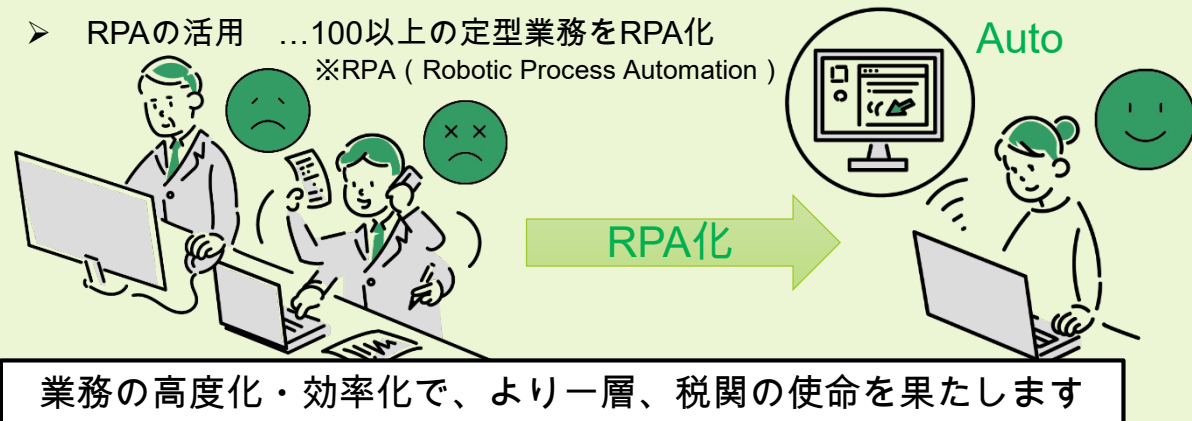 ➢ RPAの活用 …100以上の定型業務をRPA化
※RPA（Robotic Process Automation）
Auto
RPA化
業務の高度化・効率化で、より一層、税関の使命を果たします